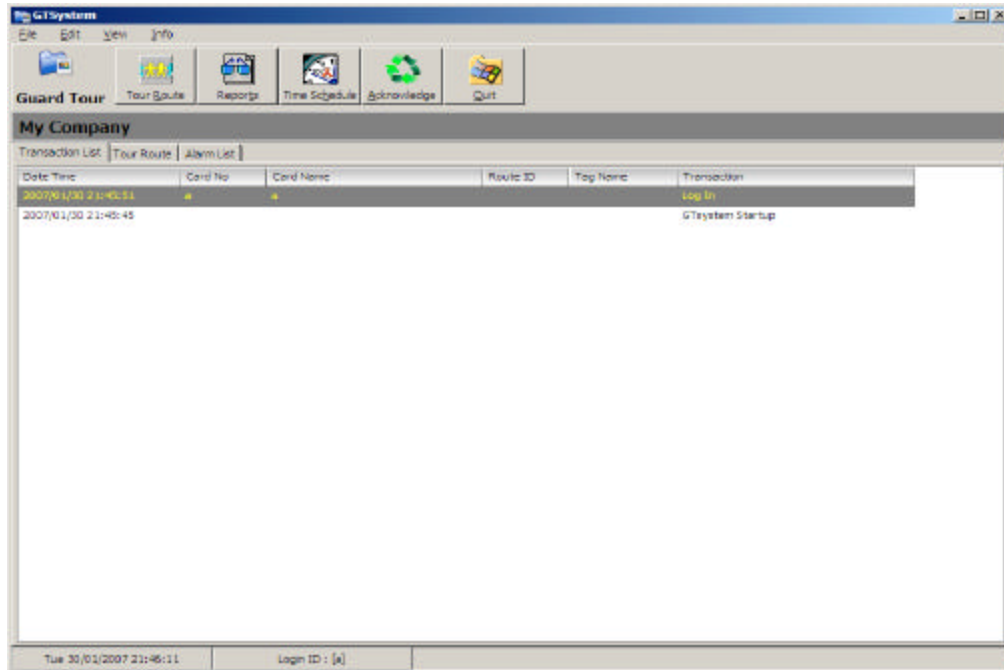 GTSystem
File Edit View Info
Guard Tour Tour Route Reports Time Schedule Acknowledge Quit
My Company
Transaction List Tour Route Alarm List
Date Time Card No Card Name Route ID Tag Name Transaction
2007/01/30 21:45:51 a a Log In
2007/01/30 21:45:45 GTsystem Startup
Tue 30/01/2007 21:46:11 Login ID : [a]